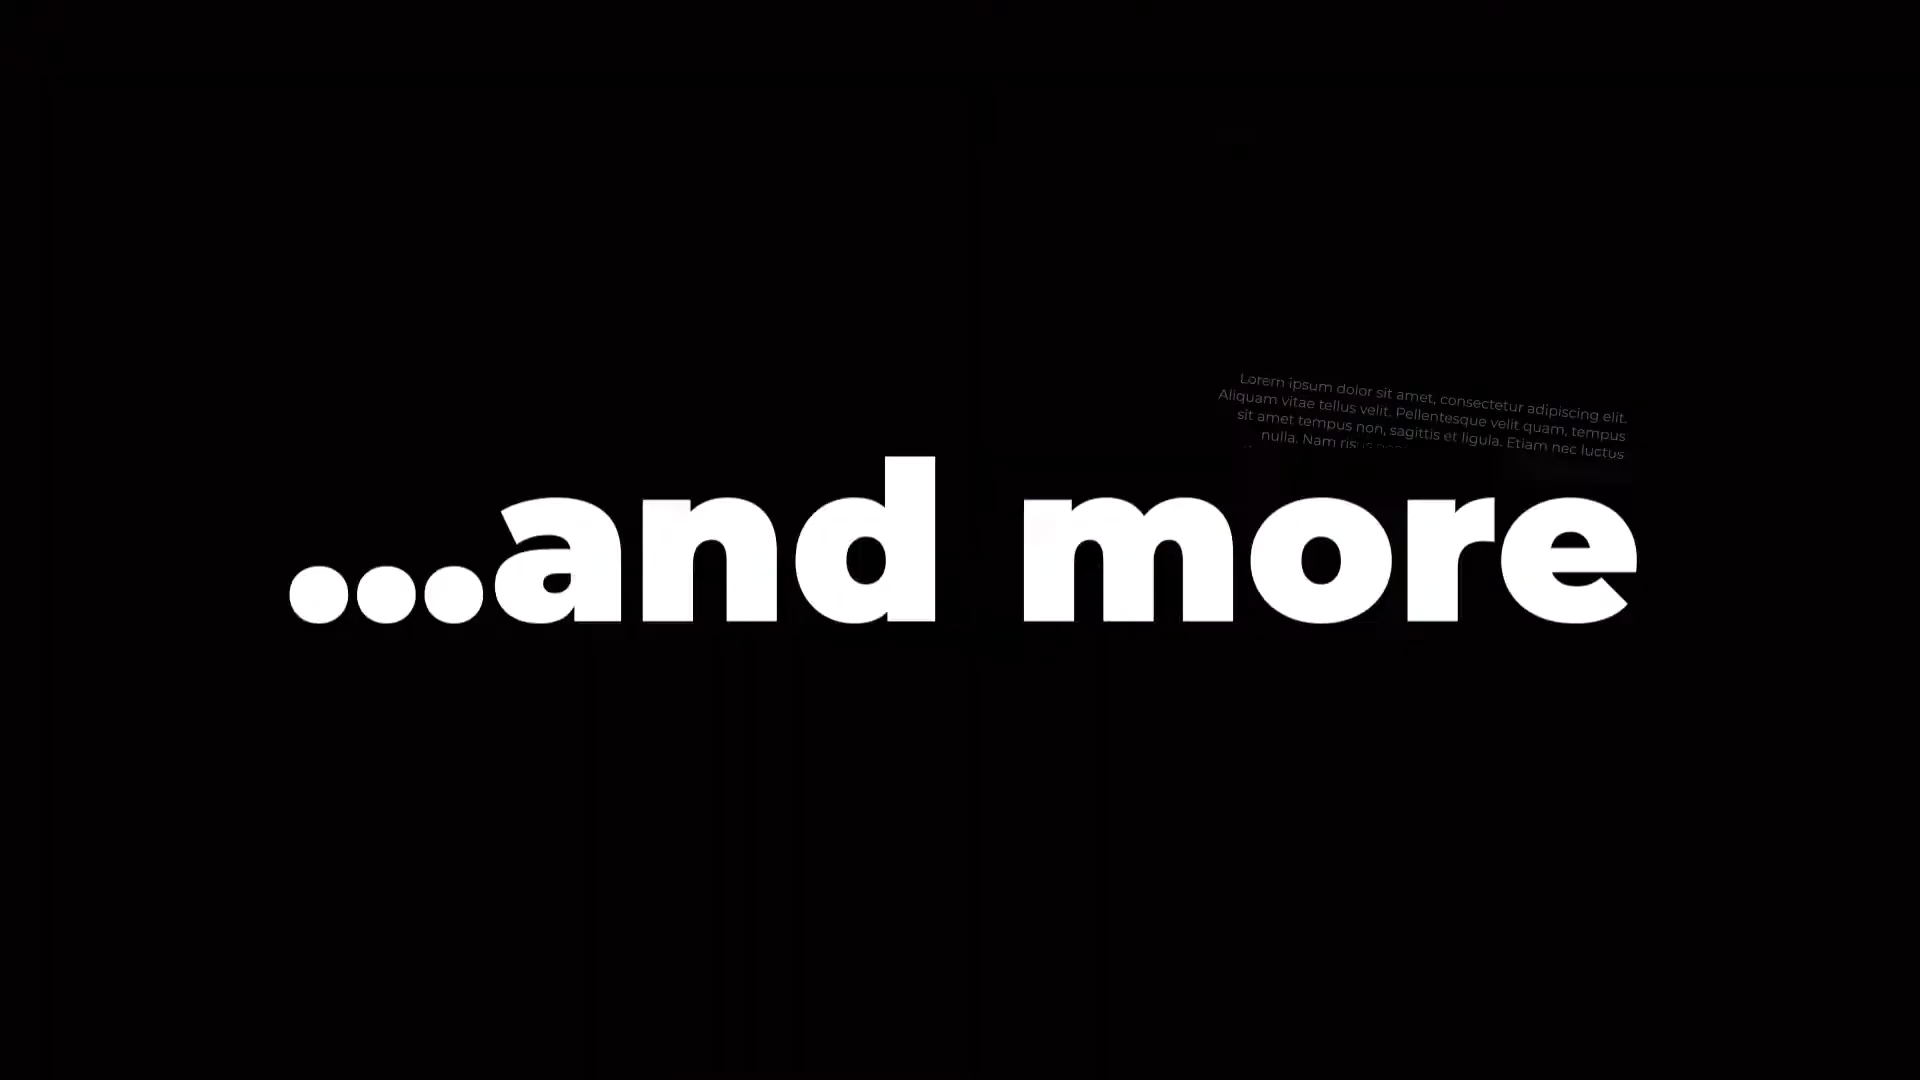 Lorem ipsum dolor sit amet, consectetur adipiscing elit.
Aliquam vitae tellus velit. Pellentesque velit quam, tempus
sit amet tempus non, sagittis et ligula. Etiam nec luctus
nulla. Nam
...and more